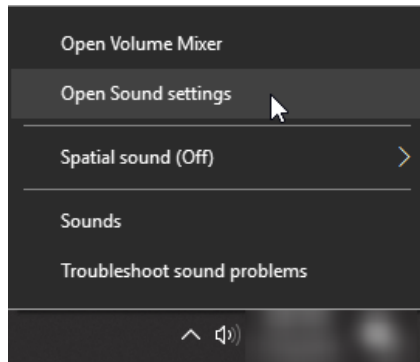 Open Volume Mixer
Open Sound settings
Spatial sound (Off)
Sounds
Troubleshoot sound problems